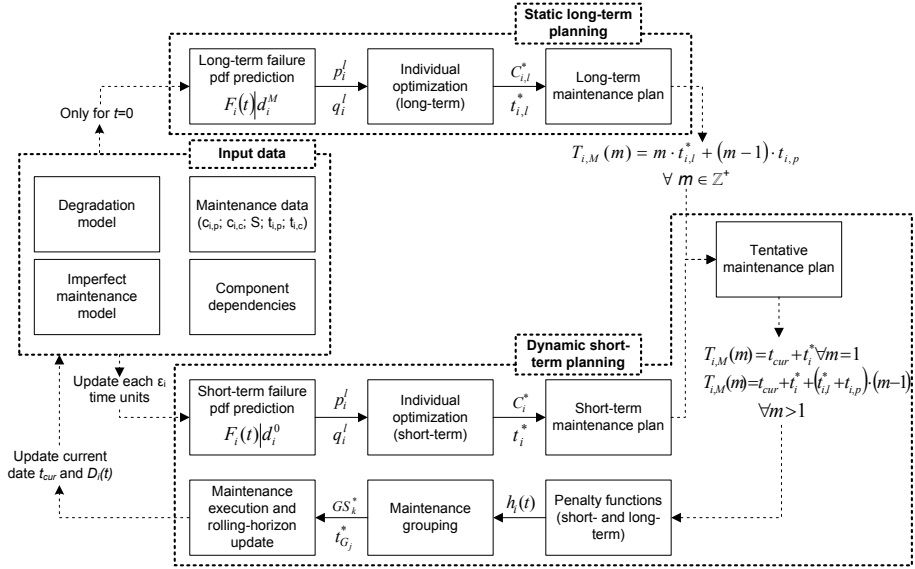 Static long-term
planning
Long-term failure
pdf prediction
F_i(t)|d_i^M
p_i^l
q_i^l
Individual
optimization
(long-term)
C_{i,l}^*
t_{i,l}^*
Long-term
maintenance plan
Only for t=0
T_{i,M}(m) = m · t_{i,l}^* + (m−1) · t_{i,p}
∀ m ∈ ℤ⁺
Input data
Degradation
model
Maintenance data
(c_{i,p}; c_{i,c}; S; t_{i,p}; t_{i,c})
Imperfect
maintenance
model
Component
dependencies
Tentative
maintenance plan
Dynamic short-
term planning
T_{i,M}(m) = t_{cur} + t_i^* ∀m = 1
T_{i,M}(m) = t_{cur} + t_i^* + (t_{i,l}^* + t_{i,p}) · (m−1)
∀m > 1
Update each ε_i
time units
Short-term failure
pdf prediction
F_i(t)|d_i^0
p_i^l
q_i^l
Individual
optimization
(short-term)
C_i^*
t_i^*
Short-term
maintenance plan
Update current
date t_{cur} and D_i(t)
Maintenance
execution and
rolling-horizon
update
GS_k^*
t_{G_j}^*
Maintenance
grouping
h_i(t)
Penalty functions
(short- and long-
term)